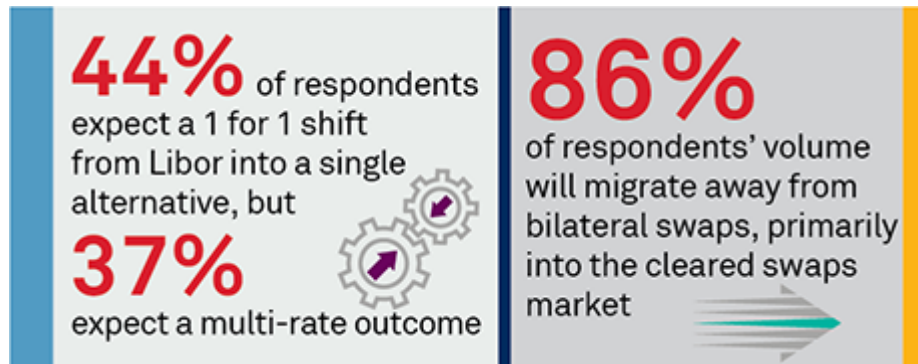 44% of respondents
expect a 1 for 1 shift
from Libor into a single
alternative, but
37%
expect a multi-rate outcome
86%
of respondents’ volume
will migrate away from
bilateral swaps, primarily
into the cleared swaps
market